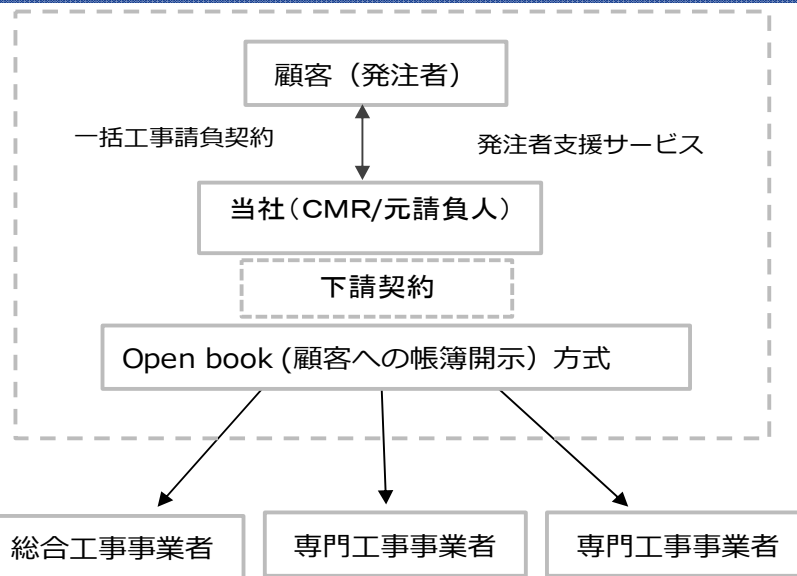 顧客（発注者）
一括工事請負契約
発注者支援サービス
当社（CMR/元請負人）
下請契約
Open book (顧客への帳簿開示）方式
総合工事事業者
専門工事事業者
専門工事事業者